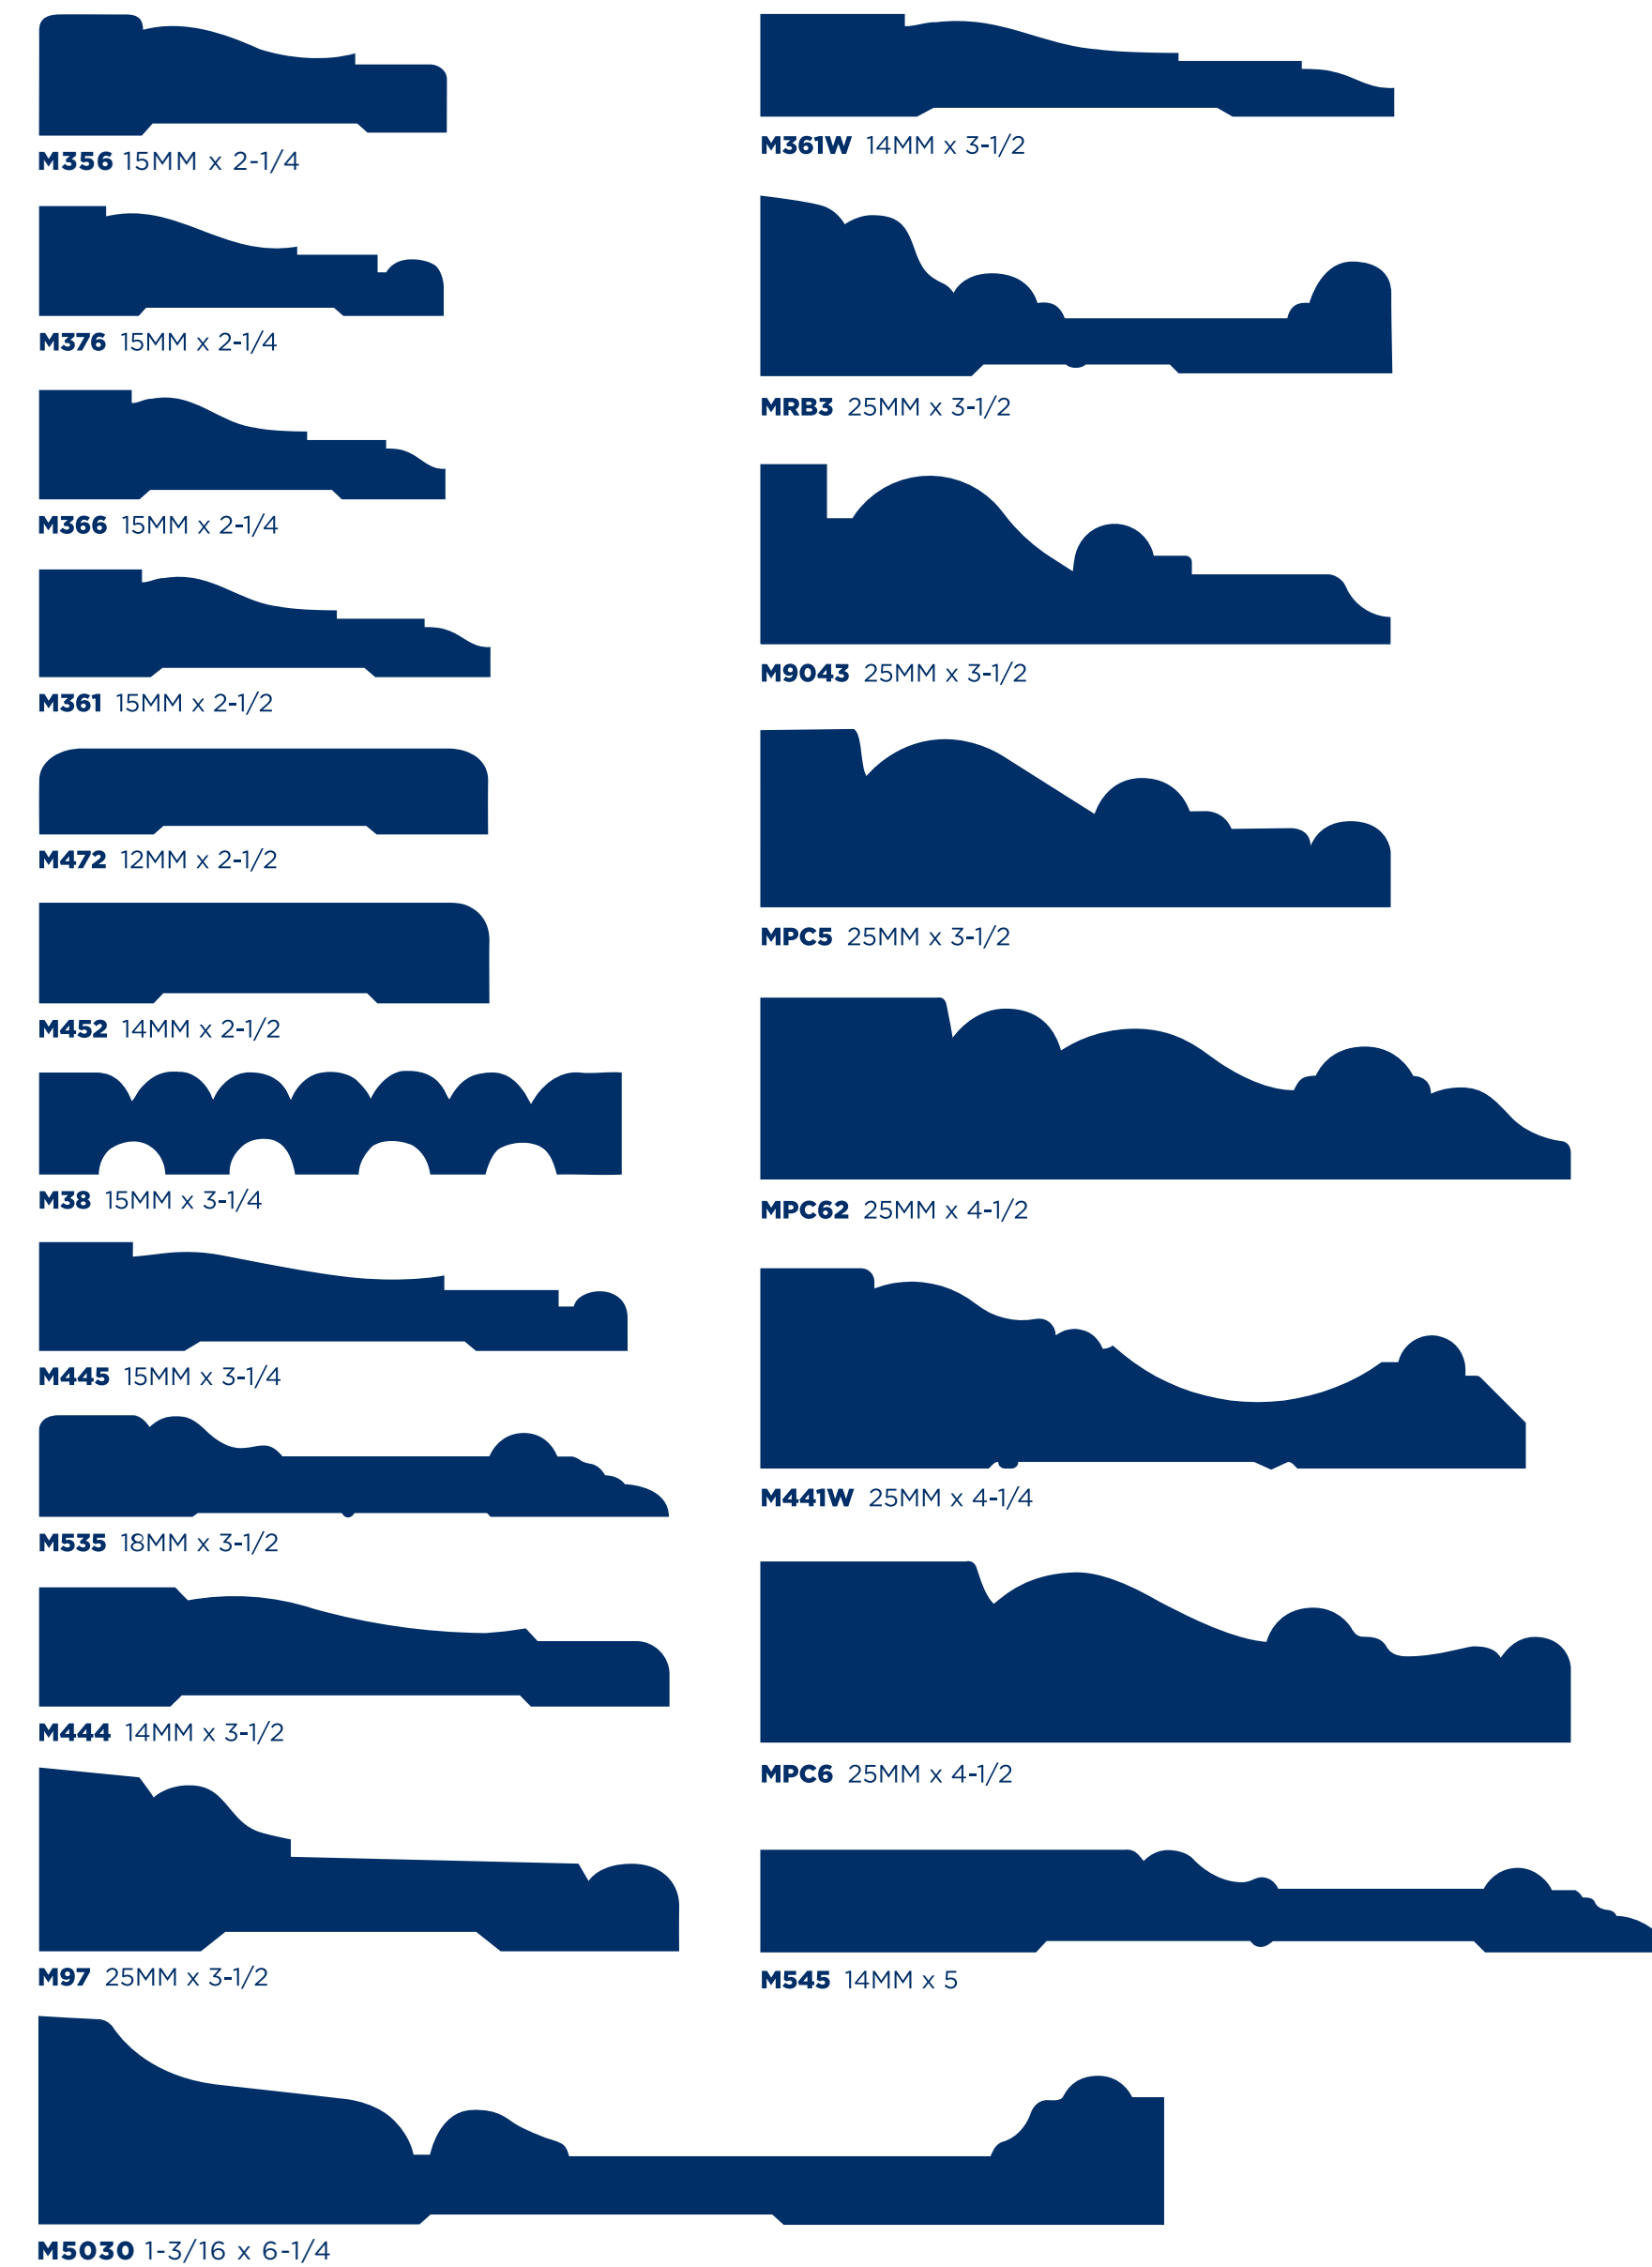 M356 15MM x 2-1/4
M376 15MM x 2-1/4
M366 15MM x 2-1/4
M361 15MM x 2-1/2
M472 12MM x 2-1/2
M452 14MM x 2-1/2
M38 15MM x 3-1/4
M445 15MM x 3-1/4
M535 18MM x 3-1/2
M444 14MM x 3-1/2
M97 25MM x 3-1/2
M5030 1-3/16 x 6-1/4
M361W 14MM x 3-1/2
MRB3 25MM x 3-1/2
M9043 25MM x 3-1/2
MPC5 25MM x 3-1/2
MPC62 25MM x 4-1/2
M441W 25MM x 4-1/4
MPC6 25MM x 4-1/2
M545 14MM x 5